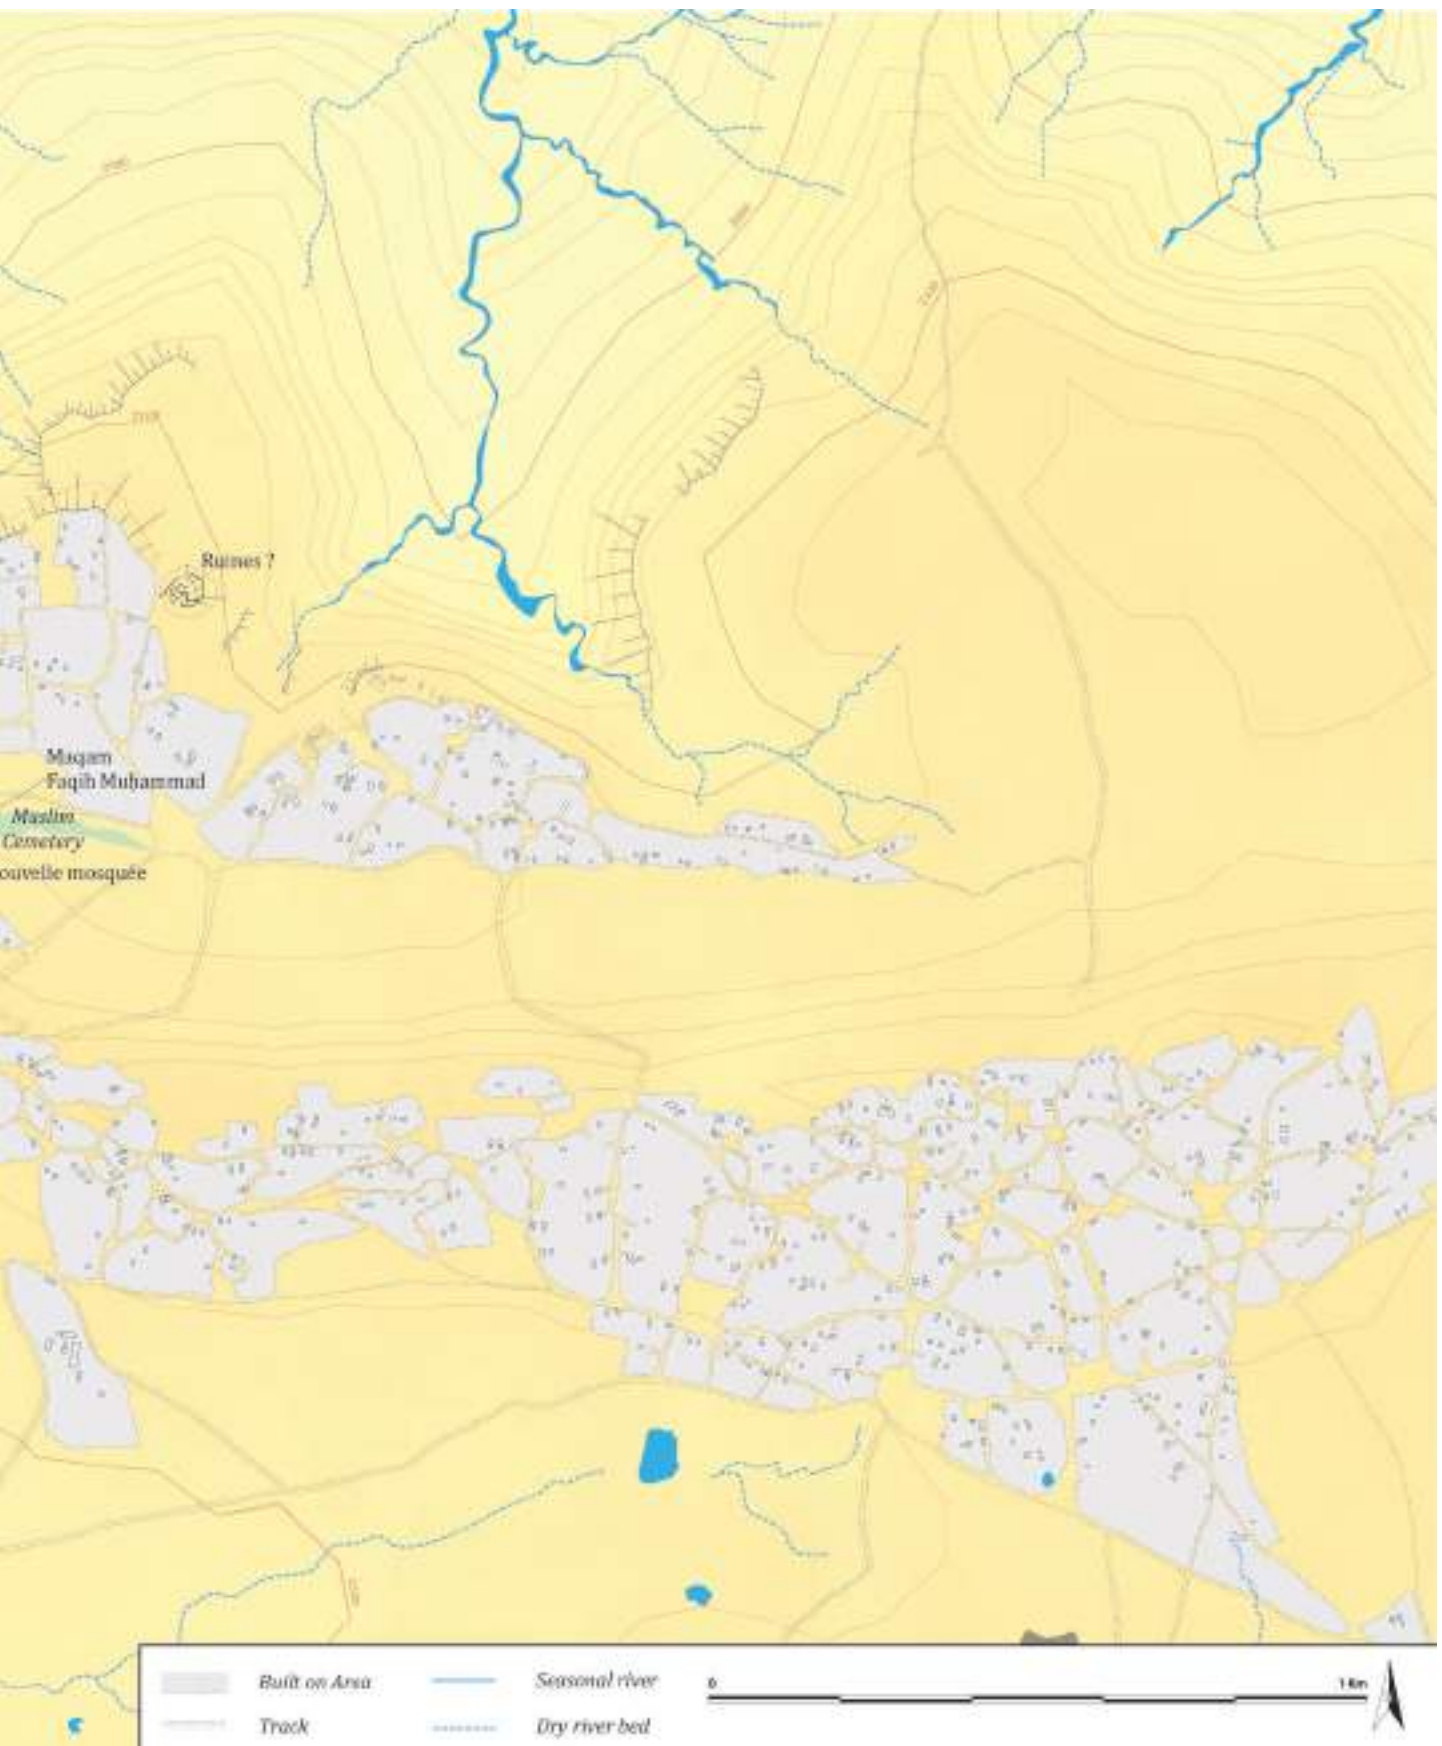 Ruines ?
Maqam
Faqih Muḥammad
Muslim
Cemetery
ouvelle mosquée
Built on Area
Seasonal river
0
1 Km
Track
Dry river bed